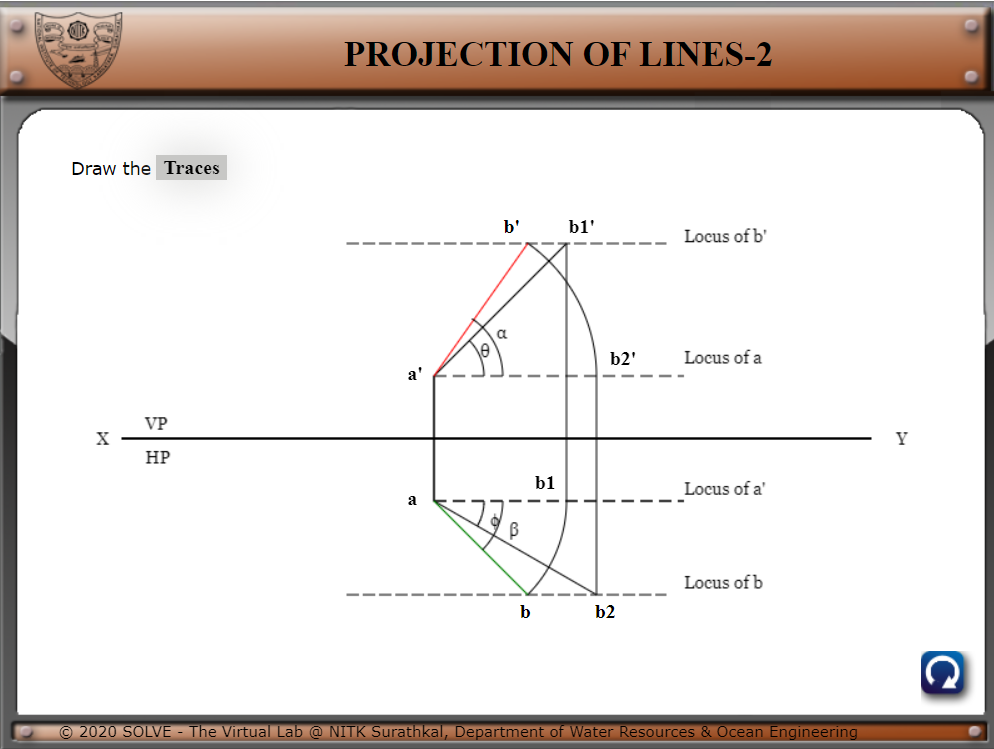 PROJECTION OF LINES-2
Draw the Traces
b' b1' Locus of b'
α
θ
b2' Locus of a
a'
VP
X Y
HP
b1 Locus of a'
a
ϕ β
Locus of b
b b2
© 2020 SOLVE - The Virtual Lab @ NITK Surathkal, Department of Water Resources & Ocean Engineering